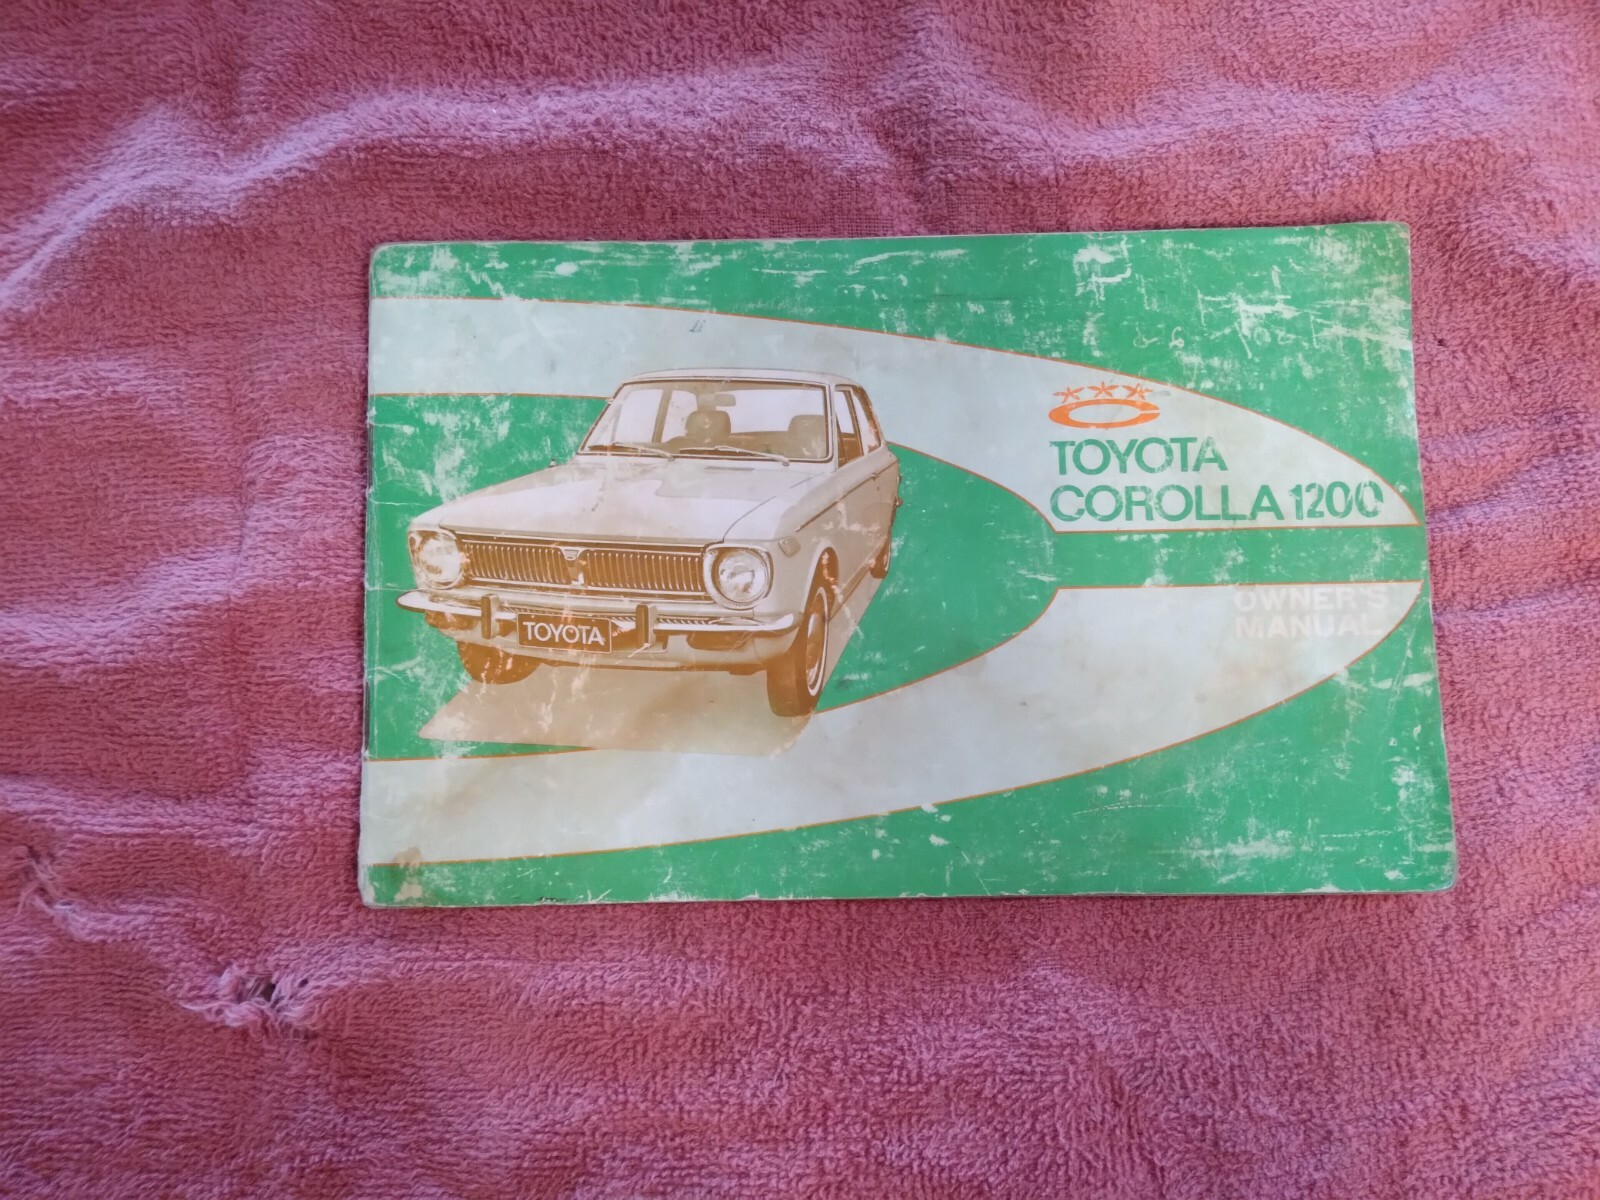 TOYOTA
COROLLA 1200
OWNER'S
MANUAL
TOYOTA